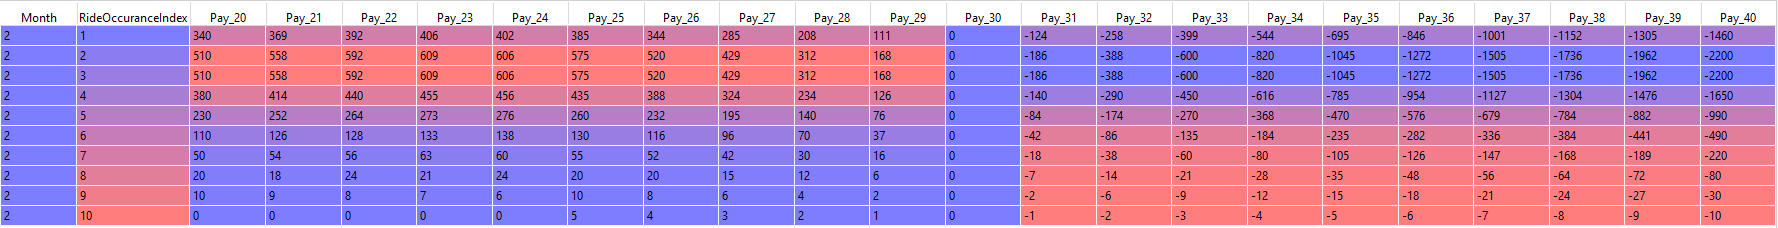 Month RideOccuranceIndex Pay_20 Pay_21 Pay_22 Pay_23 Pay_24 Pay_25 Pay_26 Pay_27 Pay_28 Pay_29 Pay_30 Pay_31 Pay_32 Pay_33 Pay_34 Pay_35 Pay_36 Pay_37 Pay_38 Pay_39 Pay_40
2 1 340 369 392 406 402 385 344 285 208 111 0 -124 -258 -399 -544 -695 -846 -1001 -1152 -1305 -1460
2 2 510 558 592 609 606 575 520 429 312 168 0 -186 -388 -600 -820 -1045 -1272 -1505 -1736 -1962 -2200
2 3 510 558 592 609 606 575 520 429 312 168 0 -186 -388 -600 -820 -1045 -1272 -1505 -1736 -1962 -2200
2 4 380 414 440 455 456 435 388 324 234 126 0 -140 -290 -450 -616 -785 -954 -1127 -1304 -1476 -1650
2 5 230 252 264 273 276 260 232 195 140 76 0 -84 -174 -270 -368 -470 -576 -679 -784 -882 -990
2 6 110 126 128 133 138 130 116 96 70 37 0 -42 -86 -135 -184 -235 -282 -336 -384 -441 -490
2 7 50 54 56 63 60 55 52 42 30 16 0 -18 -38 -60 -80 -105 -126 -147 -168 -189 -220
2 8 20 18 24 21 24 20 20 15 12 6 0 -7 -14 -21 -28 -35 -48 -56 -64 -72 -80
2 9 10 9 8 7 6 10 8 6 4 2 0 -2 -6 -9 -12 -15 -18 -21 -24 -27 -30
2 10 0 0 0 0 0 5 4 3 2 1 0 -1 -2 -3 -4 -5 -6 -7 -8 -9 -10